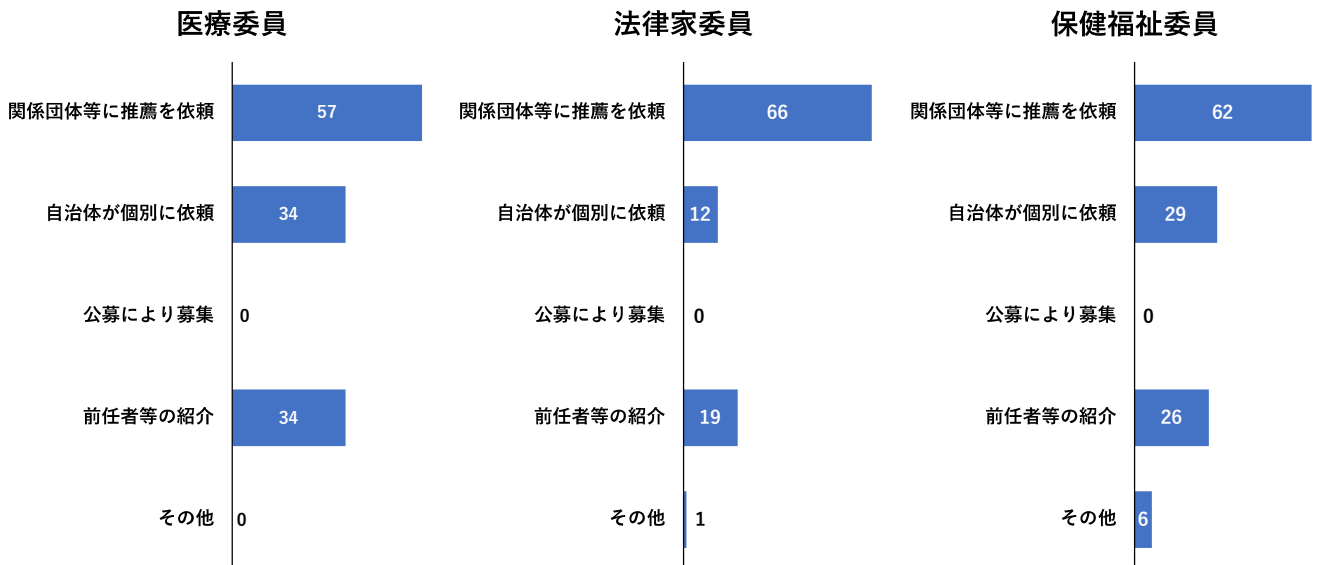 医療委員
関係団体等に推薦を依頼 57
自治体が個別に依頼 34
公募により募集 0
前任者等の紹介 34
その他 0
法律家委員
関係団体等に推薦を依頼 66
自治体が個別に依頼 12
公募により募集 0
前任者等の紹介 19
その他 1
保健福祉委員
関係団体等に推薦を依頼 62
自治体が個別に依頼 29
公募により募集 0
前任者等の紹介 26
その他 6